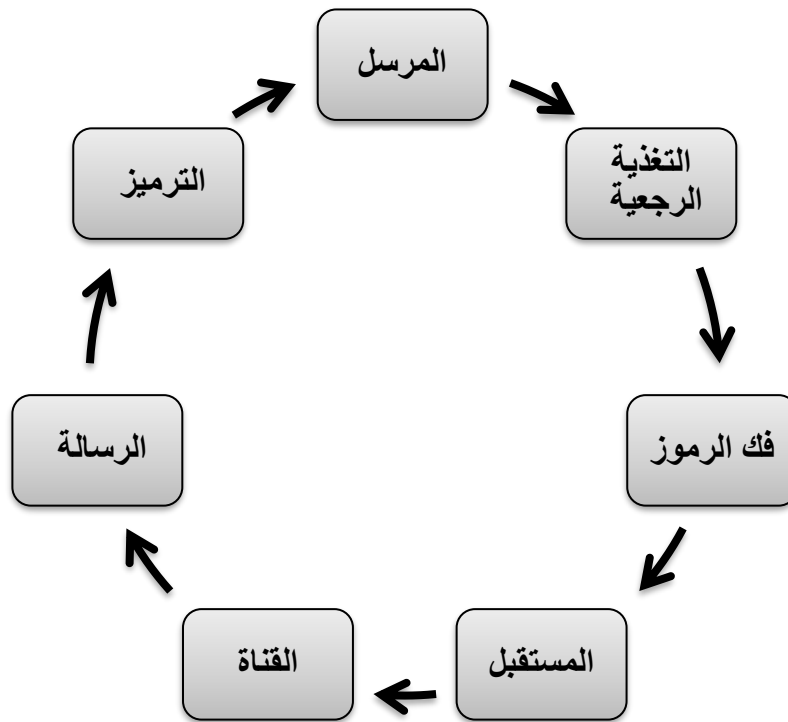 المرسل
التغذية
الرجعية
فك الرموز
المستقبل
القناة
الرسالة
الترميز